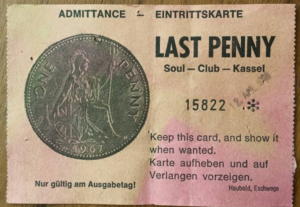 ADMITTANCE – EINTRITTSKARTE
LAST PENNY
Soul – Club – Kassel
ONE PENNY
1967
15822 ✻
Keep this card, and show it
when wanted.
Karte aufheben und auf
Verlangen vorzeigen.
Nur gültig am Ausgabetag!
Haubold, Eschwege